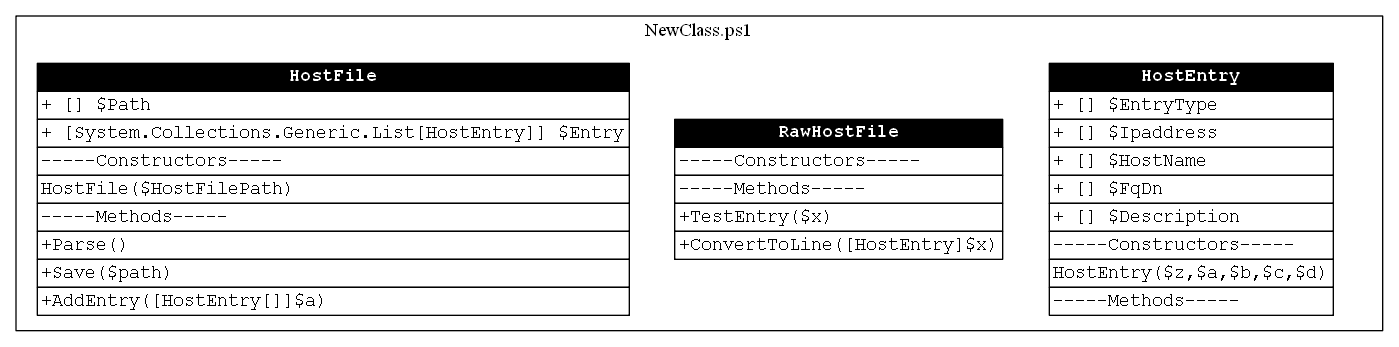 NewClass.ps1
HostFile
+ [] $Path
+ [System.Collections.Generic.List[HostEntry]] $Entry
-----Constructors-----
HostFile($HostFilePath)
-----Methods-----
+Parse()
+Save($path)
+AddEntry([HostEntry[]]$a)
RawHostFile
-----Constructors-----
-----Methods-----
+TestEntry($x)
+ConvertToLine([HostEntry]$x)
HostEntry
+ [] $EntryType
+ [] $Ipaddress
+ [] $HostName
+ [] $FqDn
+ [] $Description
-----Constructors-----
HostEntry($z,$a,$b,$c,$d)
-----Methods-----